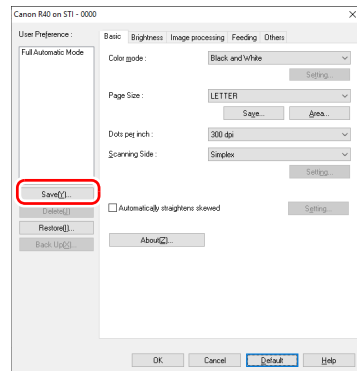 Canon R40 on STI - 0000
User Preference :
Full Automatic Mode
Save(Y)...
Delete(J)
Restore(I)...
Back Up(X)...
Basic Brightness Image processing Feeding Others
Color mode : Black and White
Setting...
Page Size : LETTER
Save... Area...
Dots per inch : 300 dpi
Scanning Side : Simplex
Setting...
Automatically straightens skewed Setting...
About(Z)...
OK Cancel Default Help